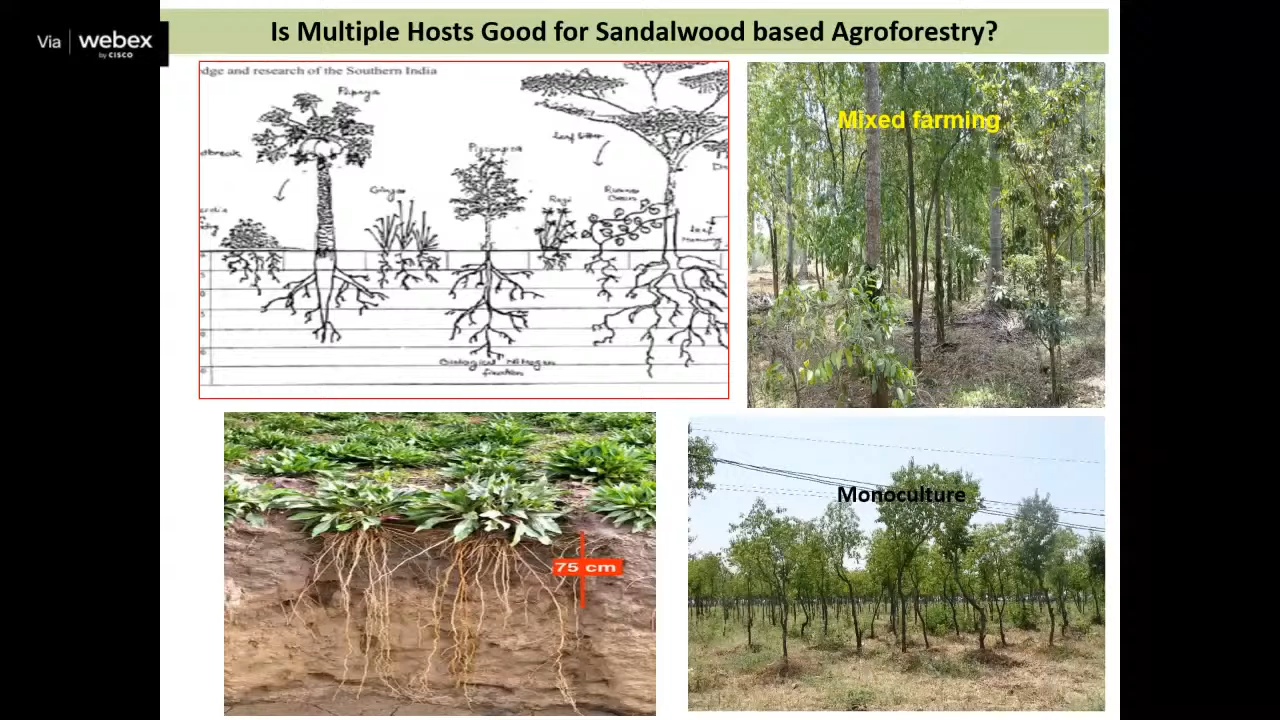 Via webex
by CISCO
Is Multiple Hosts Good for Sandalwood based Agroforestry?
dge and research of the Southern India
Papaya
Leaf litter
dbreak
Ginger
Ragi
Mixed farming
Biological Nitrogen
fixation
75 cm
Monoculture